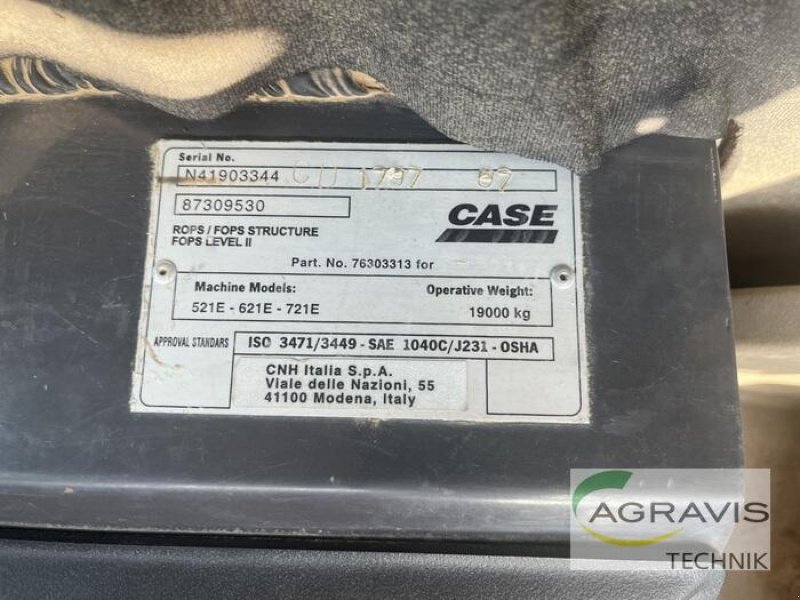 Serial No.
N41903344
87309530
CASE
ROPS / FOPS STRUCTURE
FOPS LEVEL II
Part. No. 76303313 for
Machine Models: Operative Weight:
521E - 621E - 721E 19000 kg
APPROVAL STANDARS ISO 3471/3449 - SAE 1040C/J231 - OSHA
CNH Italia S.p.A.
Viale delle Nazioni, 55
41100 Modena, Italy
AGRAVIS
TECHNIK